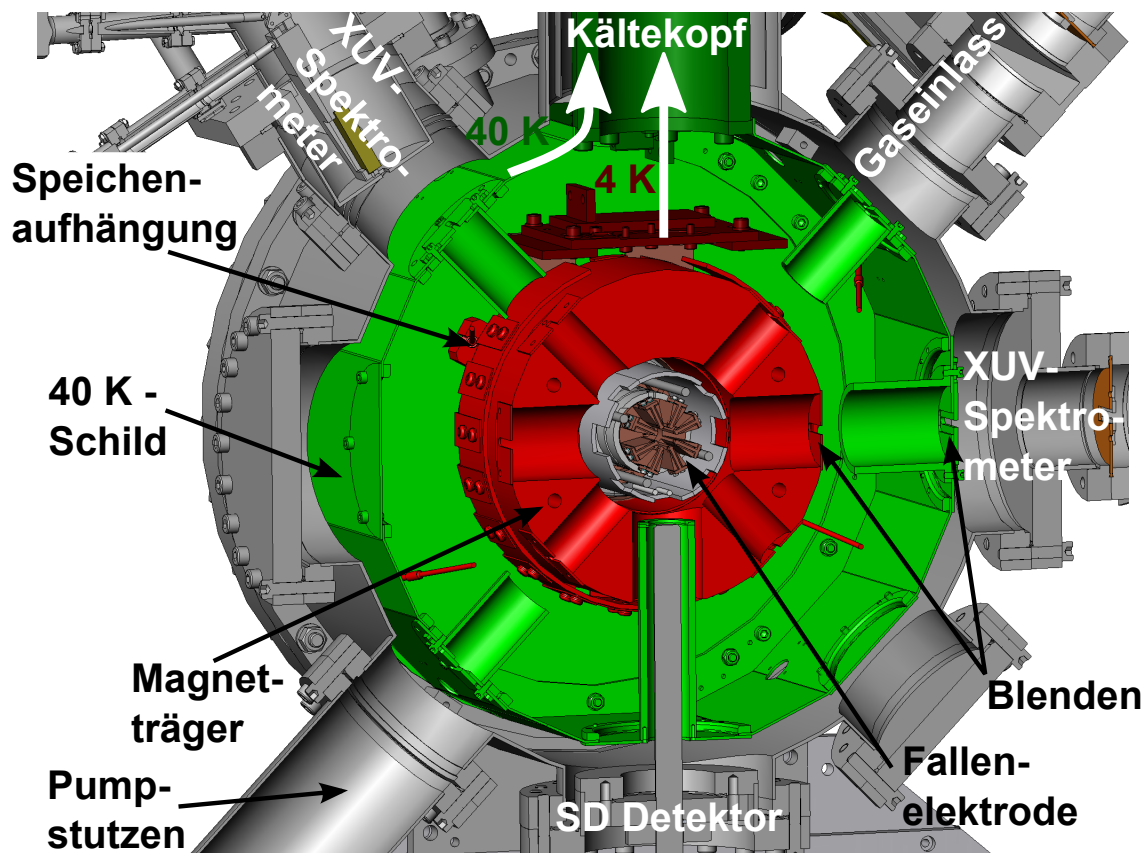 Kältekopf
XUV-
Spektro-
meter
40 K
4 K
Gaseinlass
Speichen-
aufhängung
40 K -
Schild
XUV-
Spektro-
meter
Magnet-
träger
Blenden
Pump-
stutzen
SD Detektor
Fallen-
elektrode